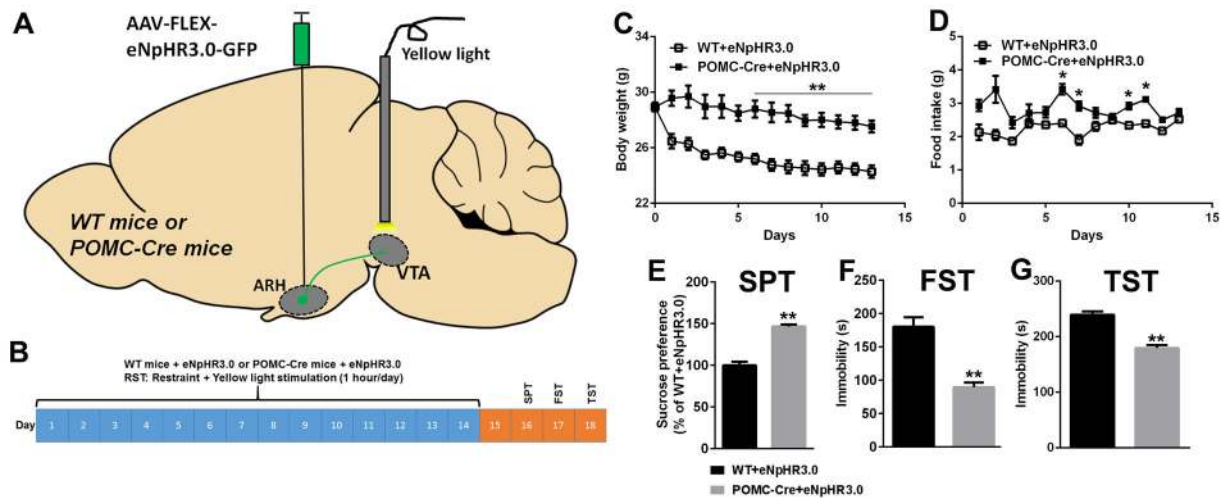 A
AAV-FLEX-
eNpHR3.0-GFP
Yellow light
WT mice or
POMC-Cre mice
ARH
VTA
B
WT mice + eNpHR3.0 or POMC-Cre mice + eNpHR3.0
RST: Restraint + Yellow light stimulation (1 hour/day)
SPT
FST
TST
Day 1 2 3 4 5 6 7 8 9 10 11 12 13 14 15 16 17 18
C
WT+eNpHR3.0
POMC-Cre+eNpHR3.0
**
Body weight (g)
34
30
26
22
0 5 10 15
Days
D
WT+eNpHR3.0
POMC-Cre+eNpHR3.0
* * * *
Food intake (g)
5
4
3
2
1
0
0 5 10 15
Days
E
SPT
**
Sucrose preference
(% of WT+eNpHR3.0)
200
150
100
50
0
F
FST
**
Immobility (s)
250
200
150
100
50
0
G
TST
**
Immobility (s)
300
200
100
0
WT+eNpHR3.0
POMC-Cre+eNpHR3.0